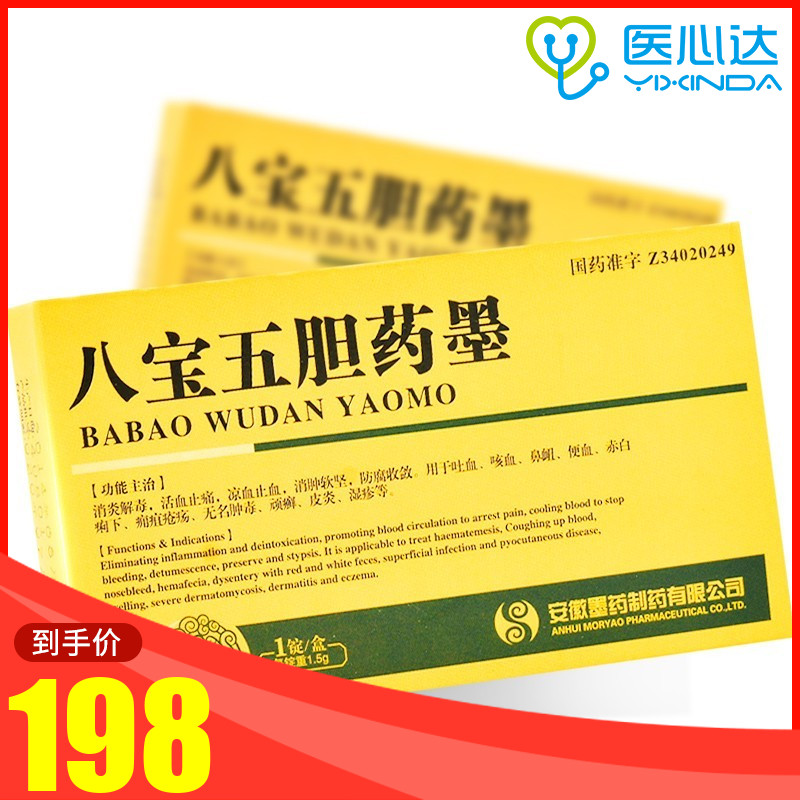 医心达
YIXINDA
八宝五胆药墨
BABAO WUDAN
国药准字 Z34020249
八宝五胆药墨
BABAO WUDAN YAOMO
【功能主治】
消炎解毒，活血止痛，凉血止血，消肿软坚，防腐收敛。用于吐血、咳血、鼻衄、便血、赤白
痢下、痈疽疮疡、无名肿毒、顽癣、皮炎、湿疹等。
【Functions & Indications】
Eliminating inflammation and deintoxication, promoting blood circulation to arrest pain, cooling blood to stop
bleeding, detumescence, preserve and stypsis. It is applicable to treat haematemesis, Coughing up blood,
nosebleed, hemafecia, dysentery with red and white feces, superficial infection and pyocutaneous disease,
swelling, severe dermatomycosis, dermatitis and eczema.
安徽墨药制药有限公司
ANHUI MORYAO PHARMACEUTICAL CO.,LTD.
1锭/盒
锭重1.5g
到手价
198